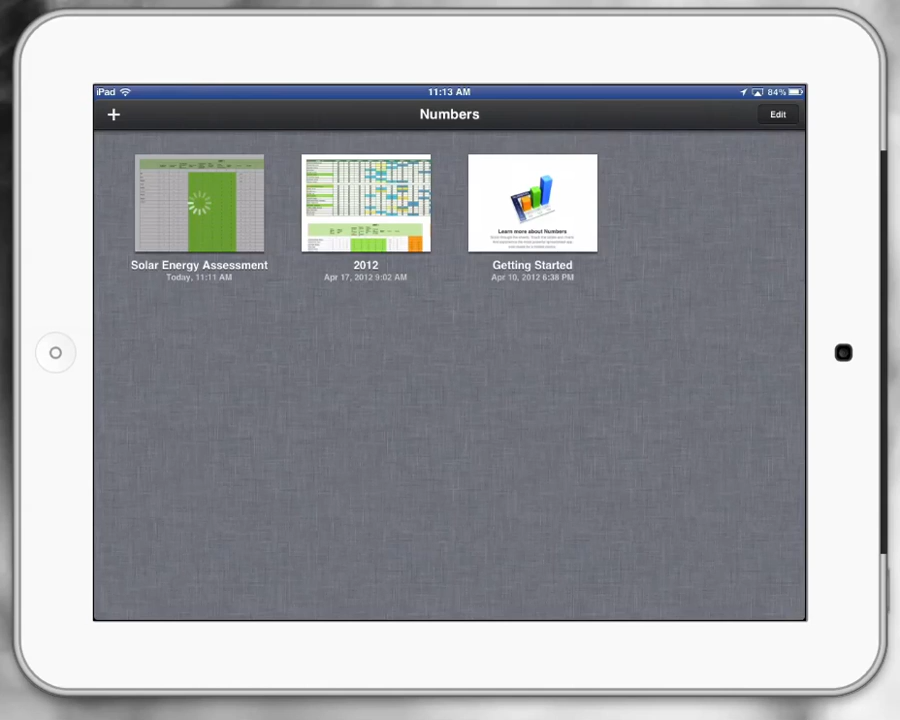 iPad 11:13 AM 84%
+ Numbers Edit
Learn more about Numbers
Solar Energy Assessment 2012 Getting Started
Today, 11:11 AM Apr 17, 2012 9:02 AM Apr 10, 2012 6:38 PM